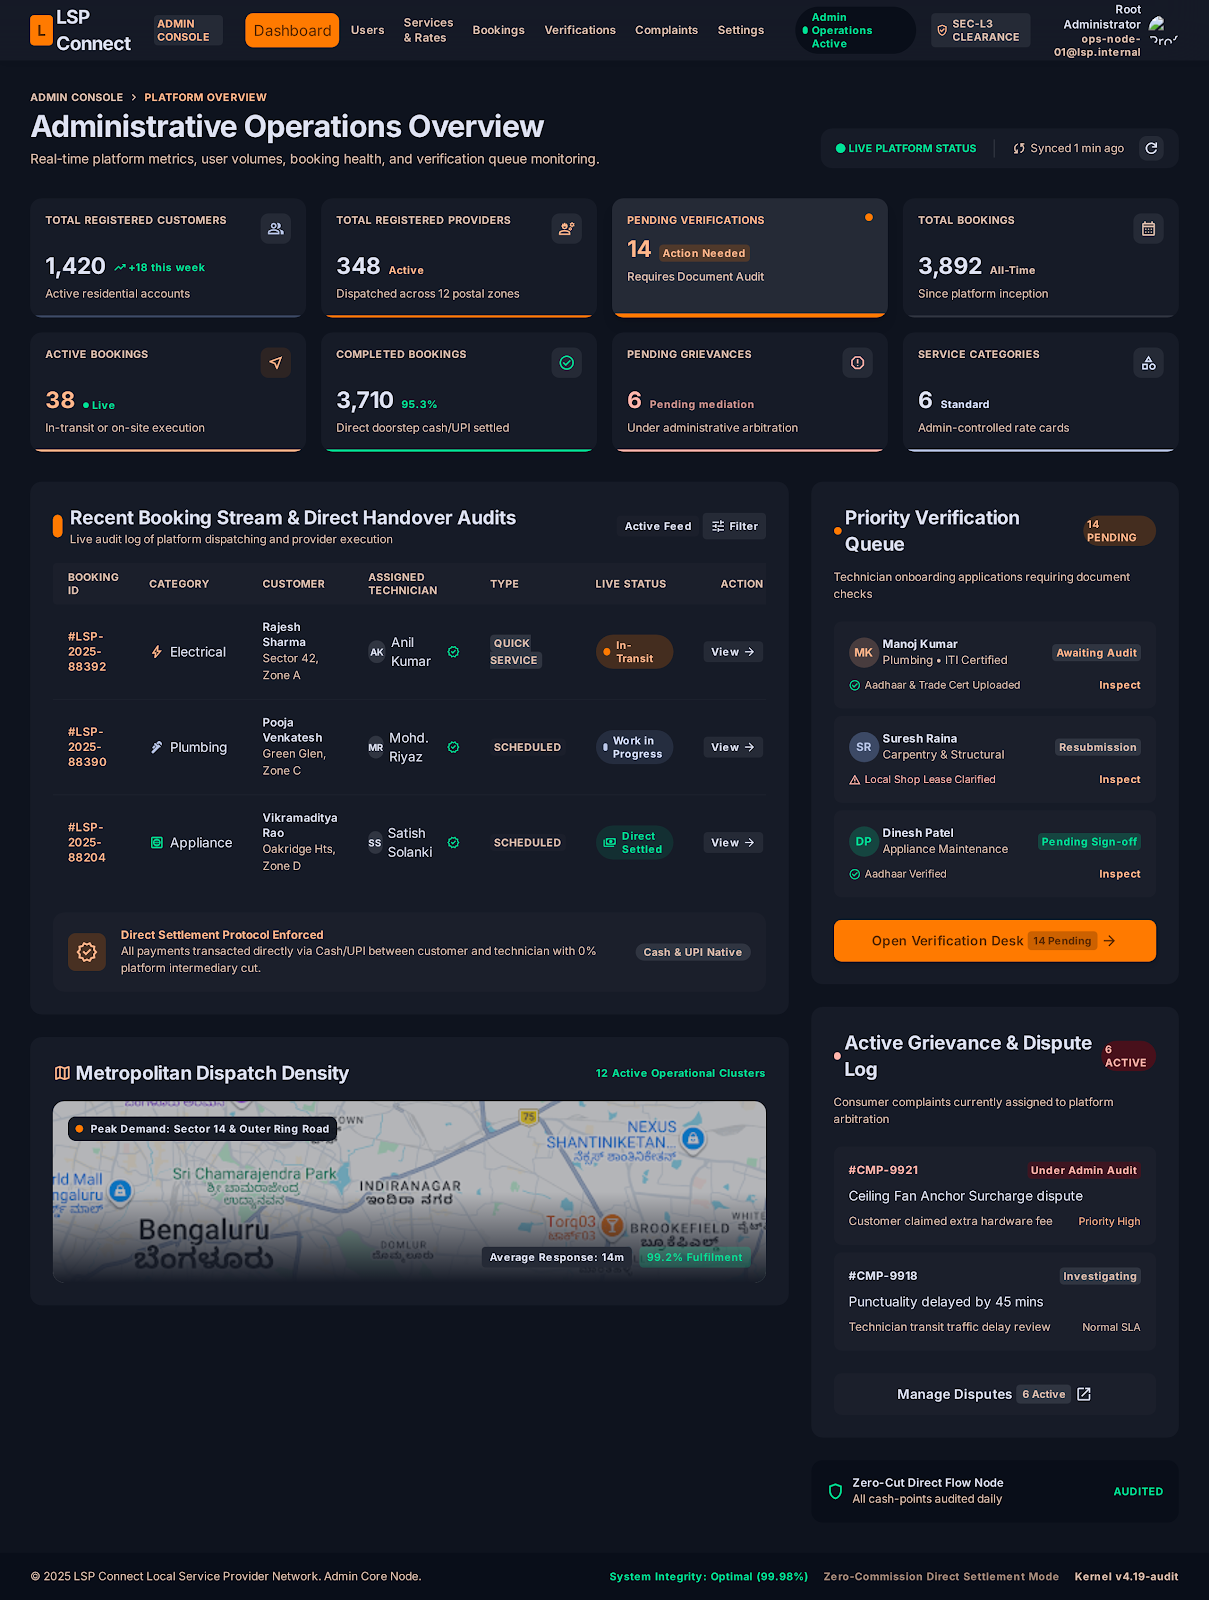 L
LSP
Connect
ADMIN
CONSOLE
Dashboard
Users
Services
& Rates
Bookings
Verifications
Complaints
Settings
Admin
Operations
Active
SEC-L3
CLEARANCE
Root
Administrator
ops-node-
01@lsp.internal
ADMIN CONSOLE > PLATFORM OVERVIEW
Administrative Operations Overview
Real-time platform metrics, user volumes, booking health, and verification queue monitoring.
LIVE PLATFORM STATUS
Synced 1 min ago
TOTAL REGISTERED CUSTOMERS
1,420 +18 this week
Active residential accounts
TOTAL REGISTERED PROVIDERS
348 Active
Dispatched across 12 postal zones
PENDING VERIFICATIONS
14 Action Needed
Requires Document Audit
TOTAL BOOKINGS
3,892 All-Time
Since platform inception
ACTIVE BOOKINGS
38 Live
In-transit or on-site execution
COMPLETED BOOKINGS
3,710 95.3%
Direct doorstep cash/UPI settled
PENDING GRIEVANCES
6 Pending mediation
Under administrative arbitration
SERVICE CATEGORIES
6 Standard
Admin-controlled rate cards
Recent Booking Stream & Direct Handover Audits
Live audit log of platform dispatching and provider execution
Active Feed
Filter
BOOKING
ID
CATEGORY
CUSTOMER
ASSIGNED
TECHNICIAN
TYPE
LIVE STATUS
ACTION
#LSP-
2025-
88392
Electrical
Rajesh
Sharma
Sector 42,
Zone A
AK
Anil
Kumar
QUICK
SERVICE
In-
Transit
View →
#LSP-
2025-
88390
Plumbing
Pooja
Venkatesh
Green Glen,
Zone C
MR
Mohd.
Riyaz
SCHEDULED
Work in
Progress
View →
#LSP-
2025-
88204
Appliance
Vikramaditya
Rao
Oakridge Hts,
Zone D
SS
Satish
Solanki
SCHEDULED
Direct
Settled
View →
Direct Settlement Protocol Enforced
All payments transacted directly via Cash/UPI between customer and technician with 0%
platform intermediary cut.
Cash & UPI Native
Metropolitan Dispatch Density
12 Active Operational Clusters
Peak Demand: Sector 14 & Outer Ring Road
OWN
75
NEXUS
SHANTINIKETAN...
ನೆಕ್ಸಸ್ ಶಾಂತಿನಿಕೇತನ್
Sri Chamarajendra Park
ಶ್ರೀ ಚಾಮರಾಜೇಂದ್ರ
ಉದ್ಯಾನವನ
rld Mall
ngaluru
ಮಾಲ್
INDIRANAGAR
ಇಂದಿರಾ ನಗರ
Bengaluru
ಬೆಂಗಳೂರು
DOMLUR
ದೊಮ್ಮಲೂರು
Torq03
ಟಾರ್ಕ್03
BROOKEFIELD
ಬ್ರೂಕೆಫೀಲ್ಡ್
WHITE
Average Response: 14m
99.2% Fulfilment
Priority Verification
Queue
14
PENDING
Technician onboarding applications requiring document
checks
MK
Manoj Kumar
Plumbing • ITI Certified
Awaiting Audit
Aadhaar & Trade Cert Uploaded
Inspect
SR
Suresh Raina
Carpentry & Structural
Resubmission
Local Shop Lease Clarified
Inspect
DP
Dinesh Patel
Appliance Maintenance
Pending Sign-off
Aadhaar Verified
Inspect
Open Verification Desk 14 Pending →
Active Grievance & Dispute
Log
6
ACTIVE
Consumer complaints currently assigned to platform
arbitration
#CMP-9921
Under Admin Audit
Ceiling Fan Anchor Surcharge dispute
Customer claimed extra hardware fee
Priority High
#CMP-9918
Investigating
Punctuality delayed by 45 mins
Technician transit traffic delay review
Normal SLA
Manage Disputes 6 Active
Zero-Cut Direct Flow Node
All cash-points audited daily
AUDITED
© 2025 LSP Connect Local Service Provider Network. Admin Core Node.
System Integrity: Optimal (99.98%)
Zero-Commission Direct Settlement Mode
Kernel v4.19-audit